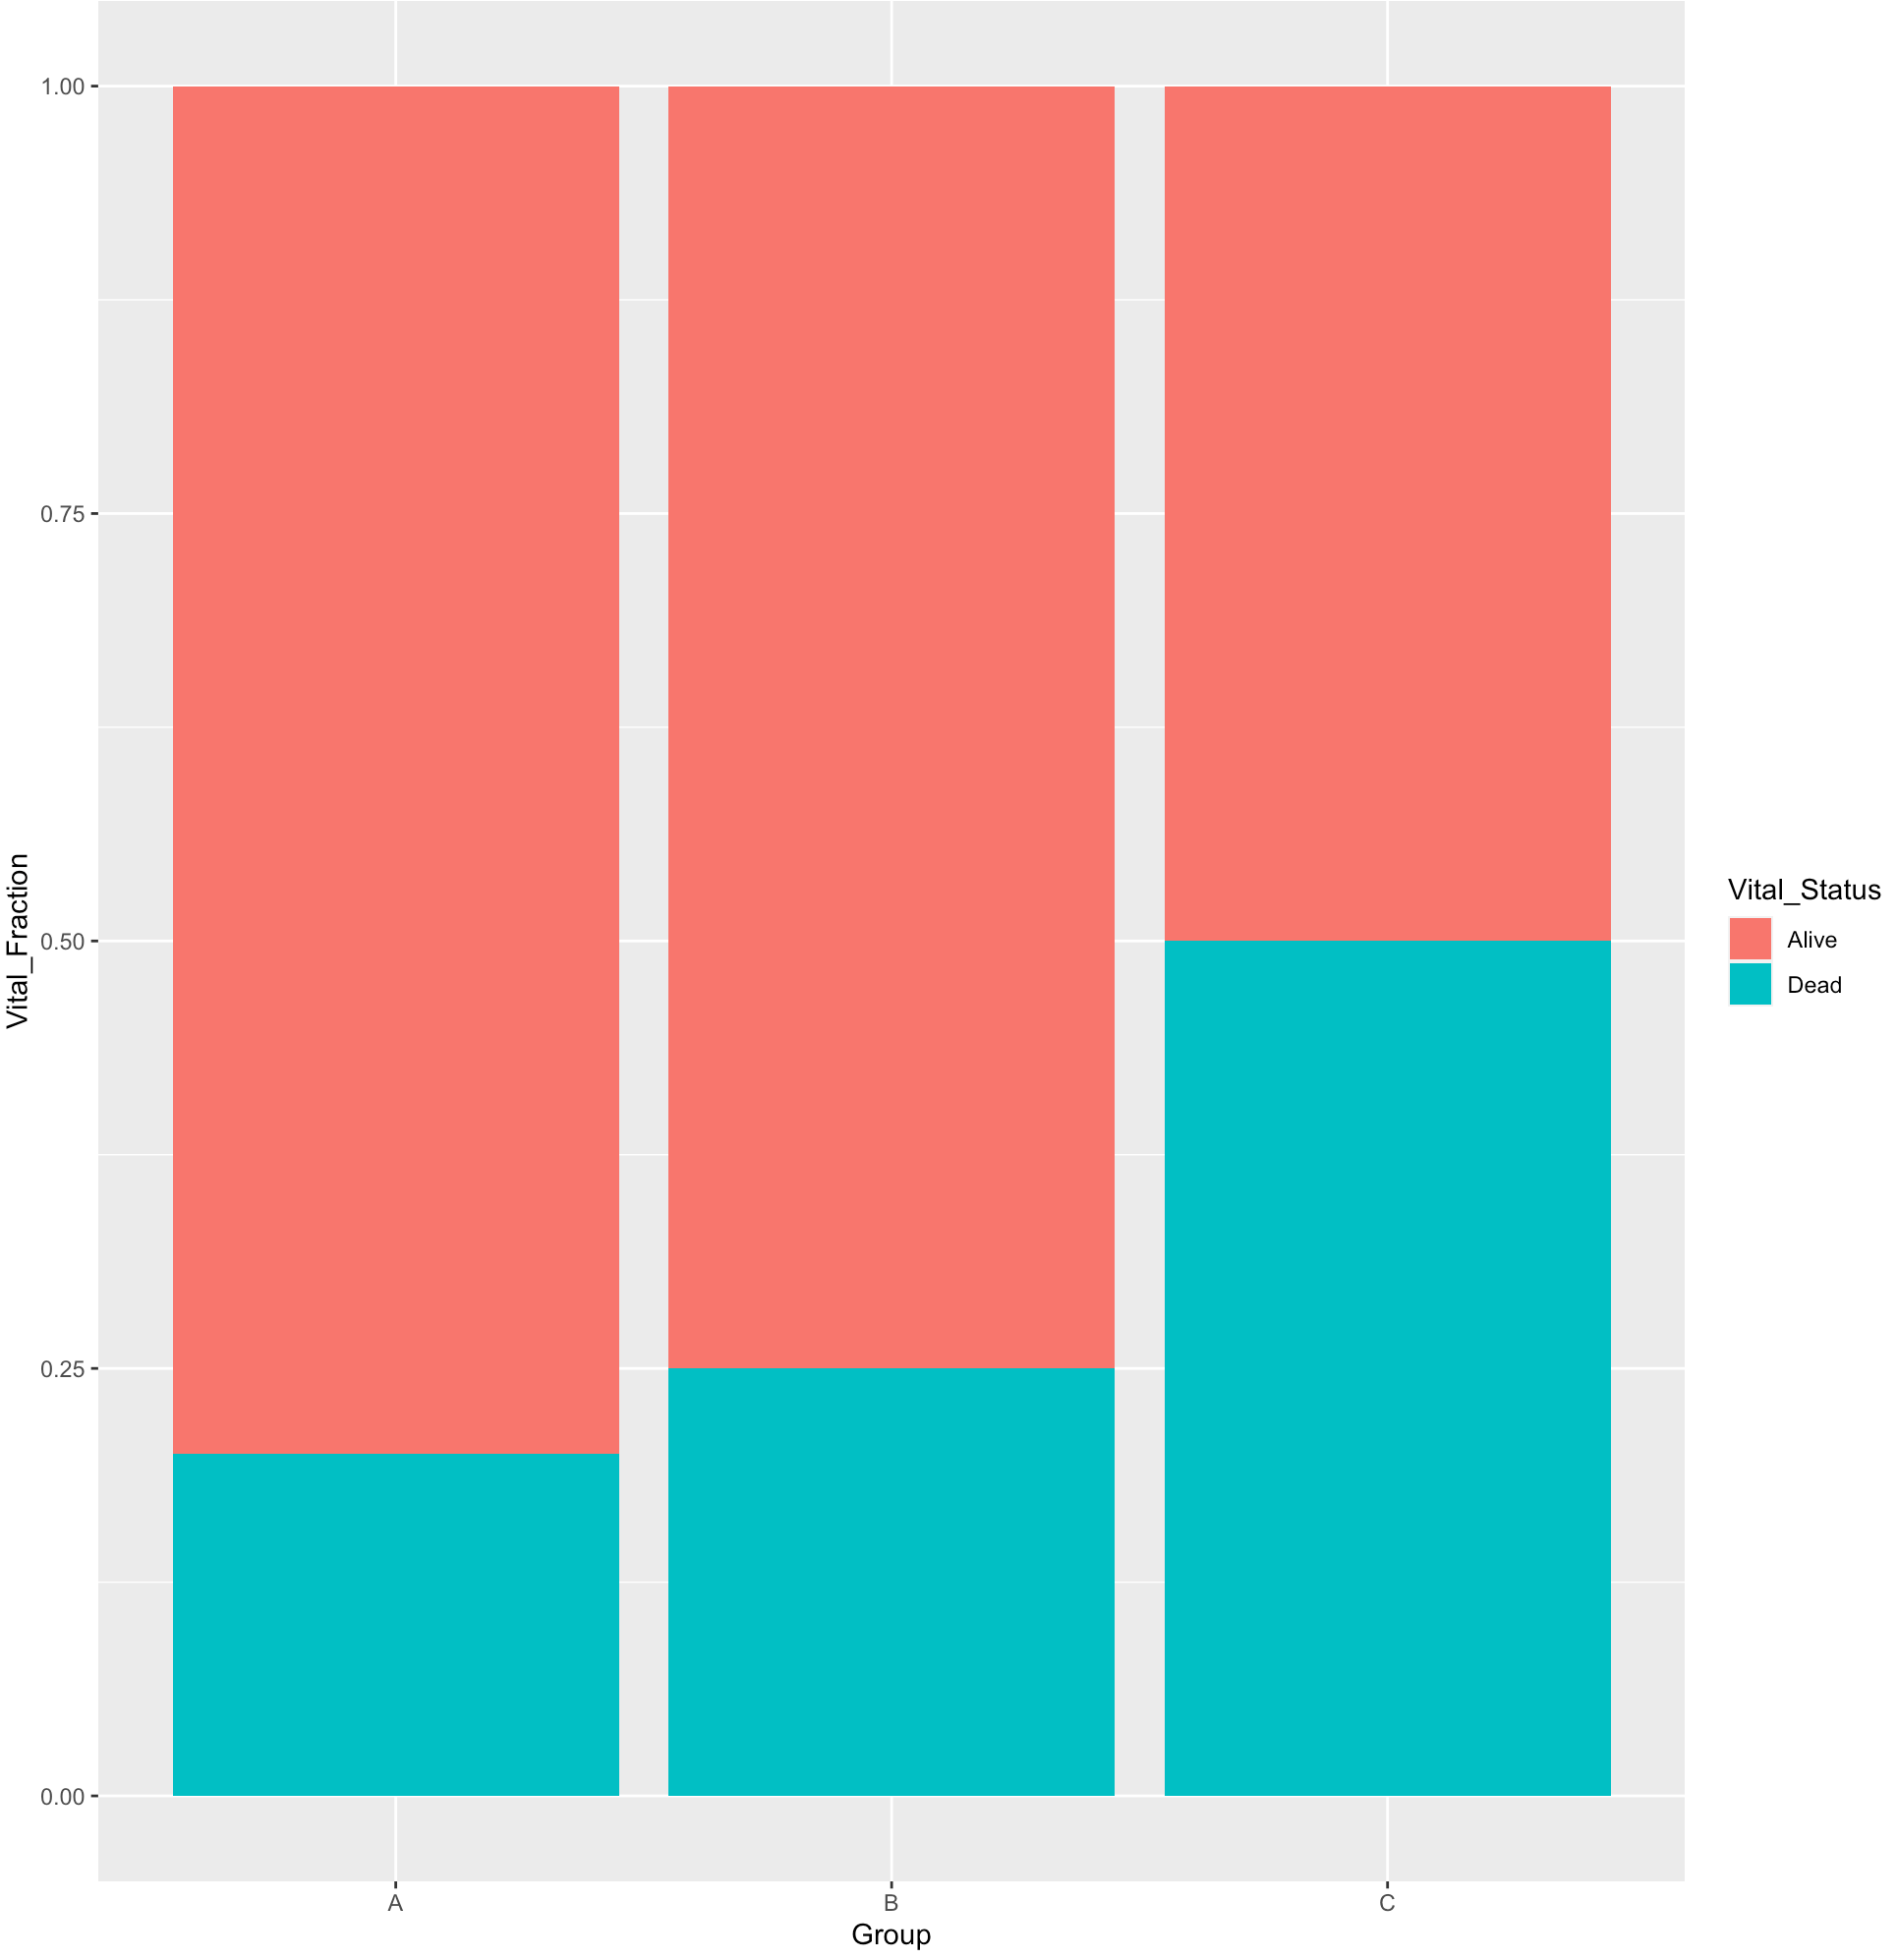 1.00
0.75
0.50
0.25
0.00
Vital_Fraction
A
B
C
Group
Vital_Status
Alive
Dead